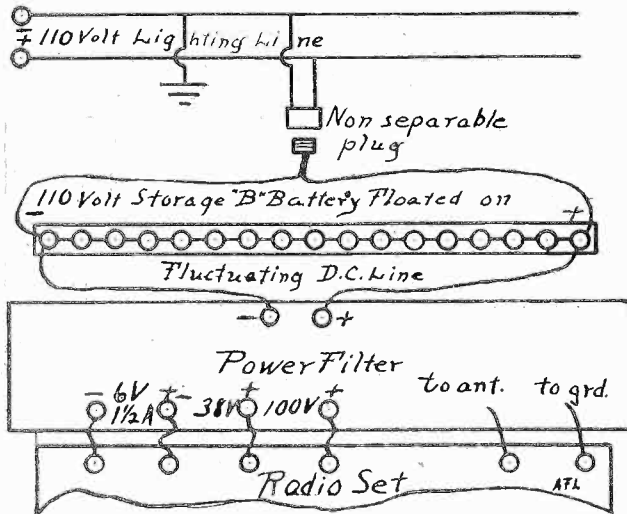 ∓ 110 Volt Lighting Line
Non separable
plug
110 Volt Storage "B" Battery Floated on
- +
Fluctuating D.C. Line
- +
Power Filter
to ant. to grd.
- 6V + - + +
1½A 38V 100V
Radio Set
AFL